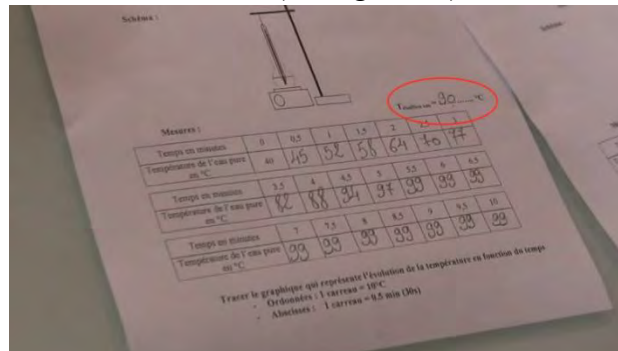 Schéma :
= 90 ..... °C
Mesures :
Temps en minutes 0 0,5 1 1,5 2 2,5 3
Température de l'eau pure en °C 40 45 52 58 64 70 97
Temps en minutes 3,5 4 4,5 5 5,5 6 6,5
Température de l'eau pure en °C 82 88 94 97 99 99 99
Temps en minutes 7 7,5 8 8,5 9 9,5 10
Température de l'eau pure en °C 99 99 99 99 99 99 99
Tracer le graphique qui représente l'évolution de la température en fonction du temps
Ordonnées : 1 carreau = 10°C
Abscisses : 1 carreau = 0,5 min (30s)